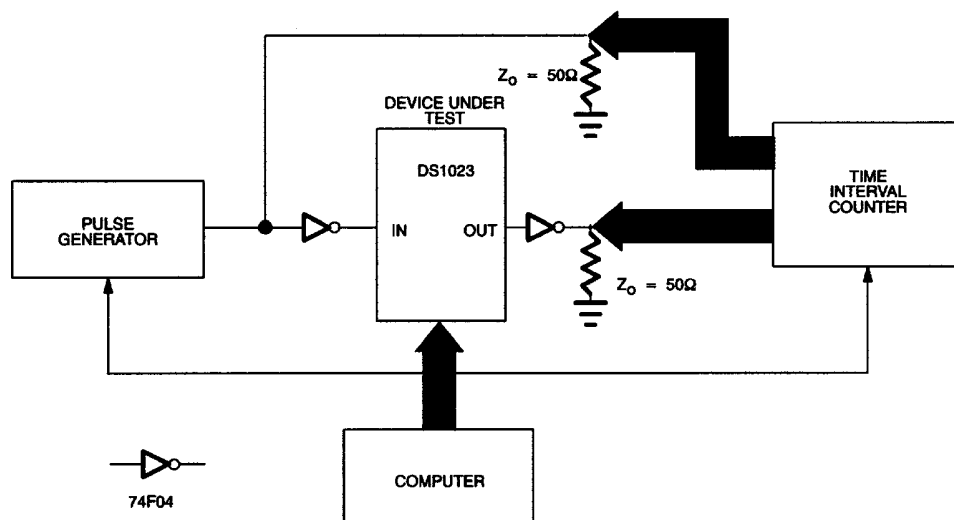 Z₀ = 50Ω
DEVICE UNDER
TEST
DS1023
TIME
INTERVAL
COUNTER
PULSE
GENERATOR
IN
OUT
Z₀ = 50Ω
COMPUTER
74F04